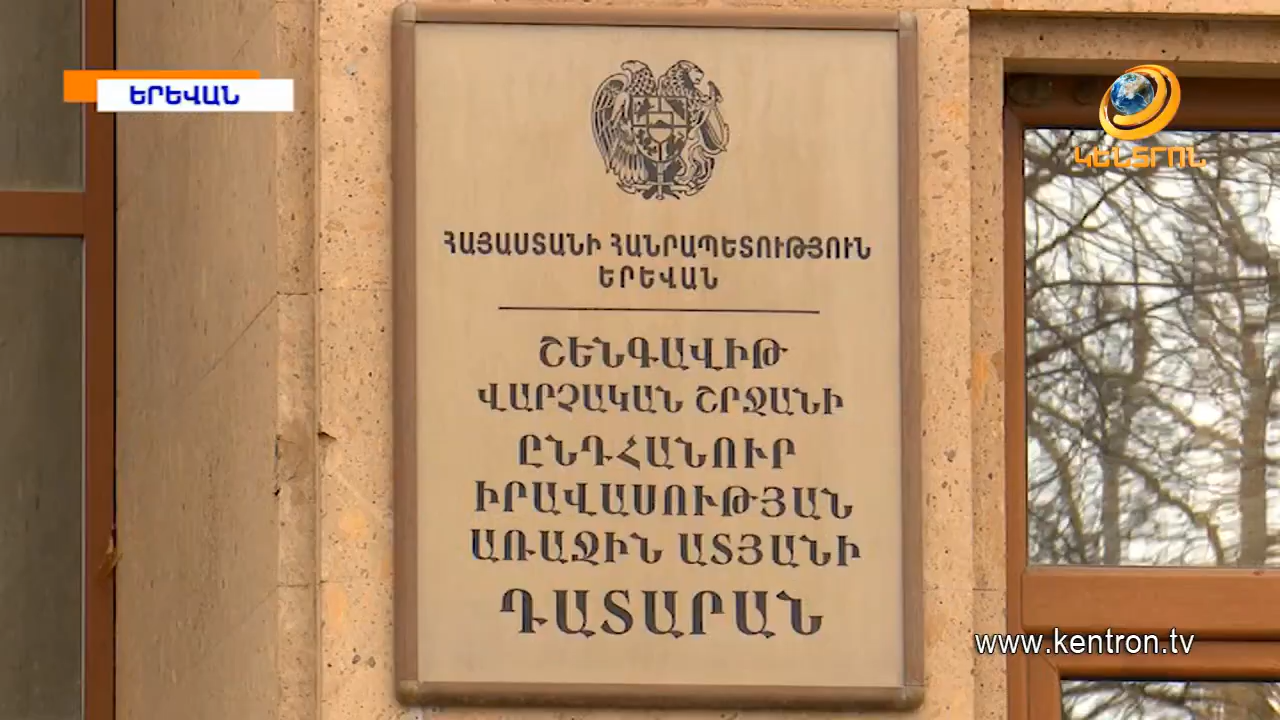 ԵՐԵՎԱՆ
ԿԵՆՏՐՈՆ
ՀԱՅԱՍՏԱՆԻ ՀԱՆՐԱՊԵՏՈՒԹՅՈՒՆ
ԵՐԵՎԱՆ
ՇԵՆԳԱՎԻԹ
ՎԱՐՉԱԿԱՆ ՇՐՋԱՆԻ
ԸՆԴՀԱՆՈՒՐ
ԻՐԱՎԱՍՈՒԹՅԱՆ
ԱՌԱՋԻՆ ԱՏՅԱՆԻ
ԴԱՏԱՐԱՆ
www.kentron.tv